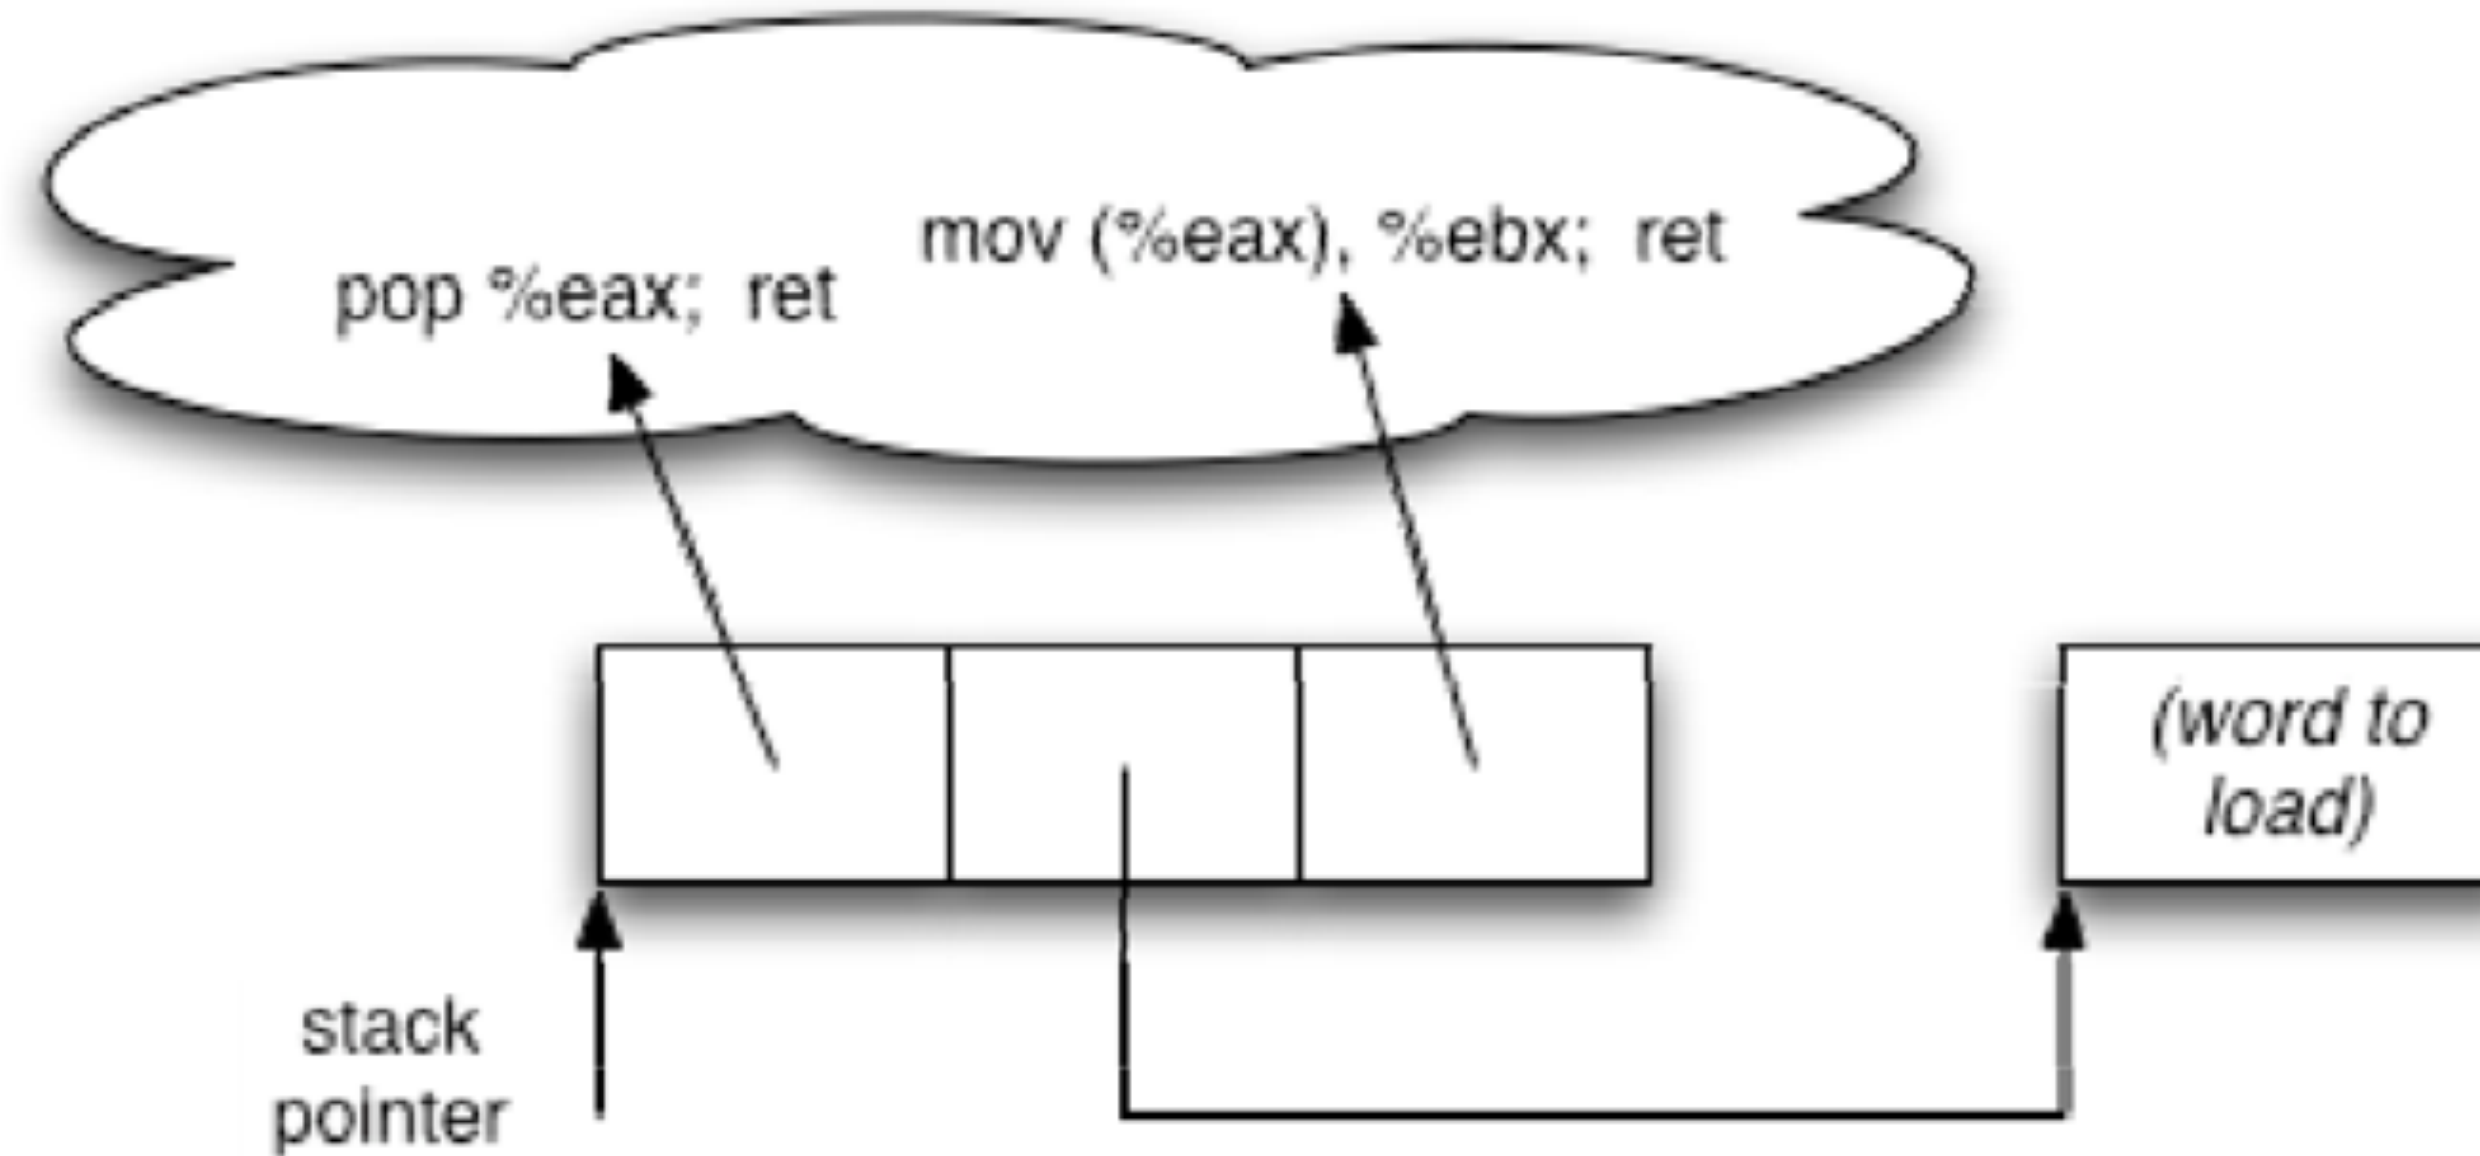 mov (%eax), %ebx; ret
pop %eax; ret
(word to
load)
stack
pointer